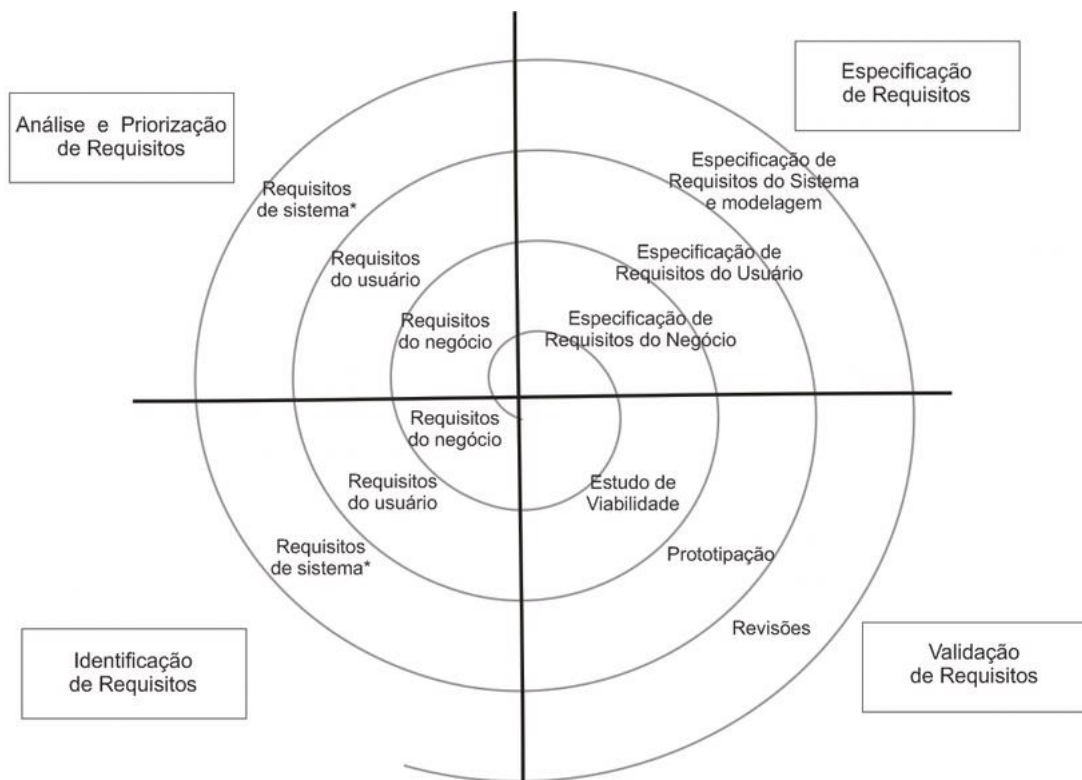 Análise e Priorização
de Requisitos
Especificação
de Requisitos
Requisitos
de sistema*
Requisitos
do usuário
Requisitos
do negócio
Especificação de
Requisitos do Sistema
e modelagem
Especificação de
Requisitos do Usuário
Especificação de
Requisitos do Negócio
Requisitos
do negócio
Requisitos
do usuário
Requisitos
de sistema*
Estudo de
Viabilidade
Prototipação
Revisões
Identificação
de Requisitos
Validação
de Requisitos